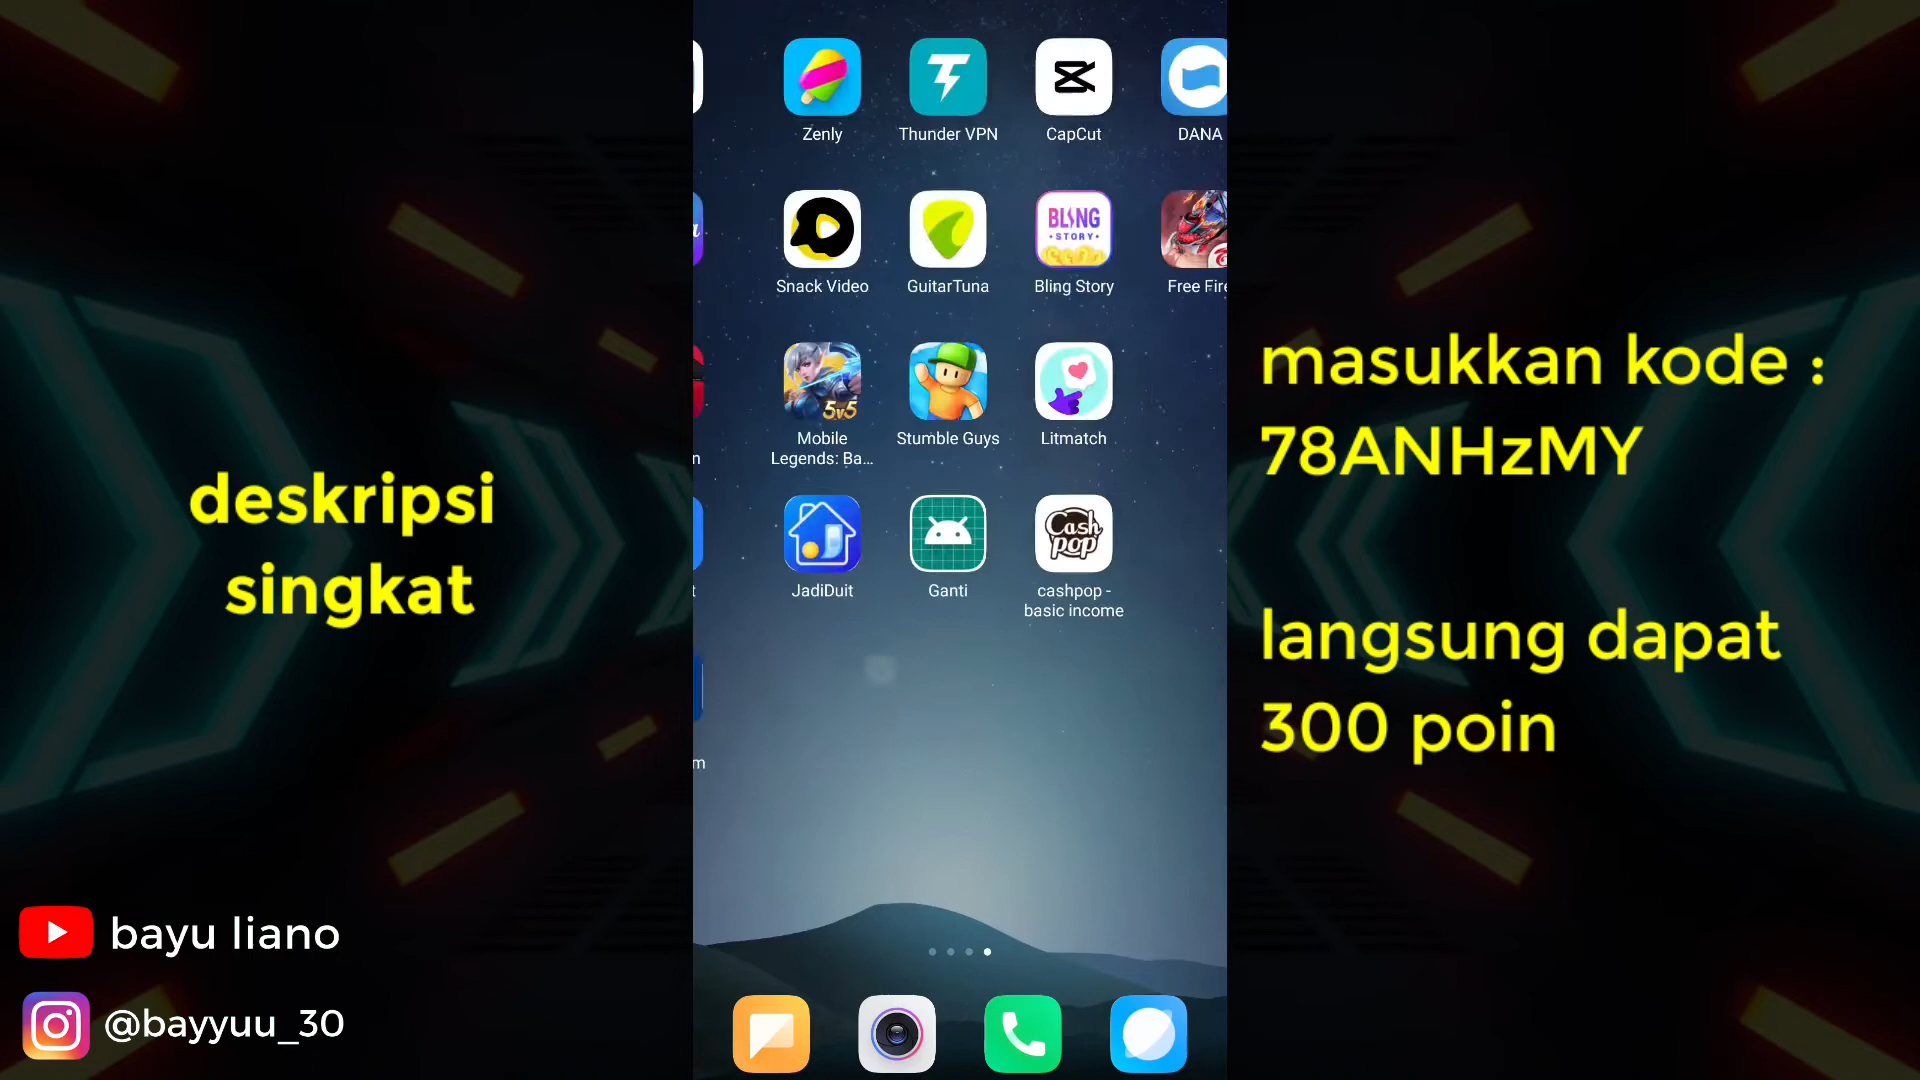 deskripsi
singkat
bayu liano
@bayyuu_30
Zenly
Thunder VPN
CapCut
DANA
BLING
•STORY•
Snack Video
GuitarTuna
Bling Story
Free Fire
5v5
Mobile
Legends: Ba...
Stumble Guys
Litmatch
Cash
pop
JadiDuit
Ganti
cashpop -
basic income
masukkan kode :
78ANHzMY
langsung dapat
300 poin